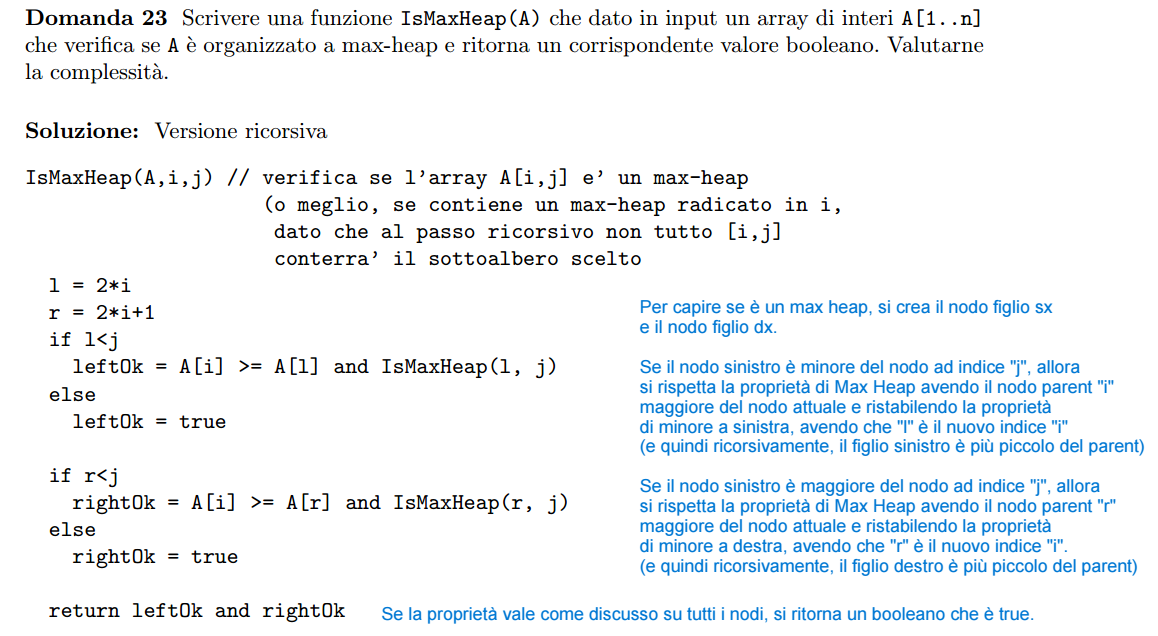 Domanda 23 Scrivere una funzione IsMaxHeap(A) che dato in input un array di interi A[1..n]
che verifica se A è organizzato a max-heap e ritorna un corrispondente valore booleano. Valutarne
la complessità.
Soluzione: Versione ricorsiva
IsMaxHeap(A,i,j) // verifica se l'array A[i,j] e' un max-heap
(o meglio, se contiene un max-heap radicato in i,
dato che al passo ricorsivo non tutto [i,j]
conterra' il sottoalbero scelto
l = 2*i
r = 2*i+1
if l<j
leftOk = A[i] >= A[l] and IsMaxHeap(l, j)
else
leftOk = true
if r<j
rightOk = A[i] >= A[r] and IsMaxHeap(r, j)
else
rightOk = true
return leftOk and rightOk
Per capire se è un max heap, si crea il nodo figlio sx
e il nodo figlio dx.
Se il nodo sinistro è minore del nodo ad indice "j", allora
si rispetta la proprietà di Max Heap avendo il nodo parent "i"
maggiore del nodo attuale e ristabilendo la proprietà
di minore a sinistra, avendo che "l" è il nuovo indice "i"
(e quindi ricorsivamente, il figlio sinistro è più piccolo del parent)
Se il nodo sinistro è maggiore del nodo ad indice "j", allora
si rispetta la proprietà di Max Heap avendo il nodo parent "r"
maggiore del nodo attuale e ristabilendo la proprietà
di minore a destra, avendo che "r" è il nuovo indice "i".
(e quindi ricorsivamente, il figlio destro è più piccolo del parent)
Se la proprietà vale come discusso su tutti i nodi, si ritorna un booleano che è true.